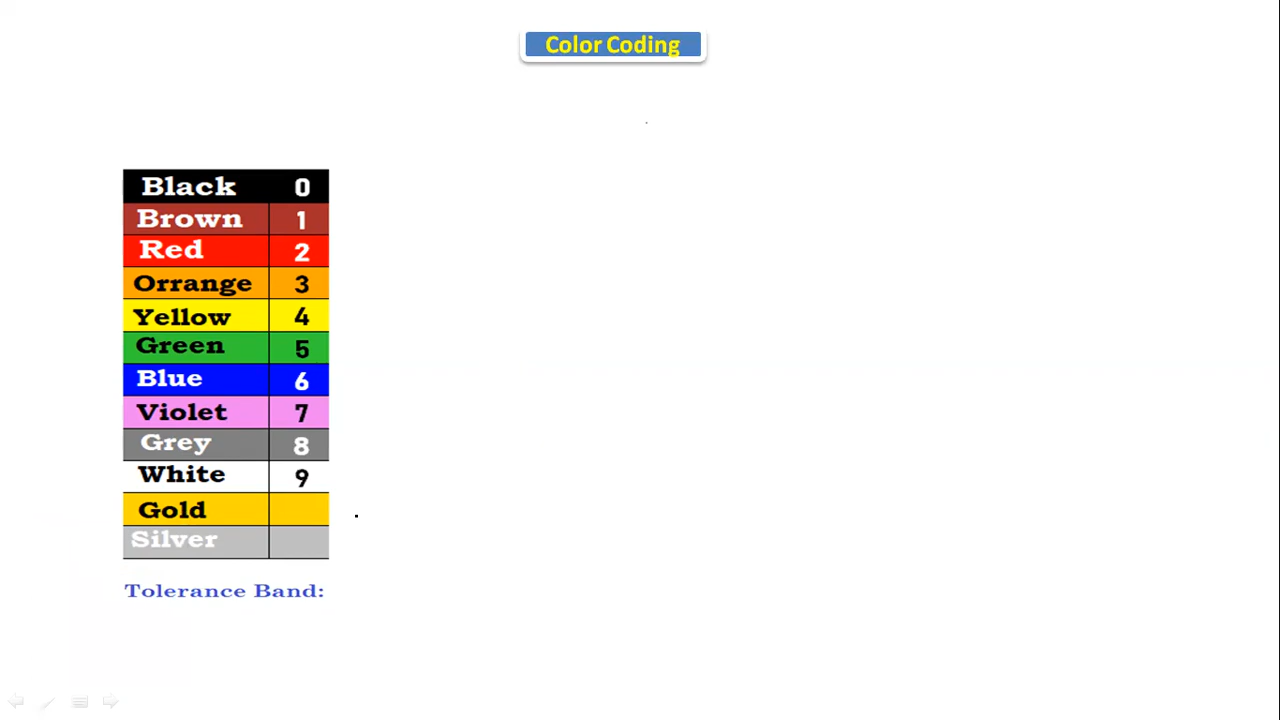 Color Coding
Black 0
Brown 1
Red 2
Orrange 3
Yellow 4
Green 5
Blue 6
Violet 7
Grey 8
White 9
Gold
Silver
Tolerance Band: